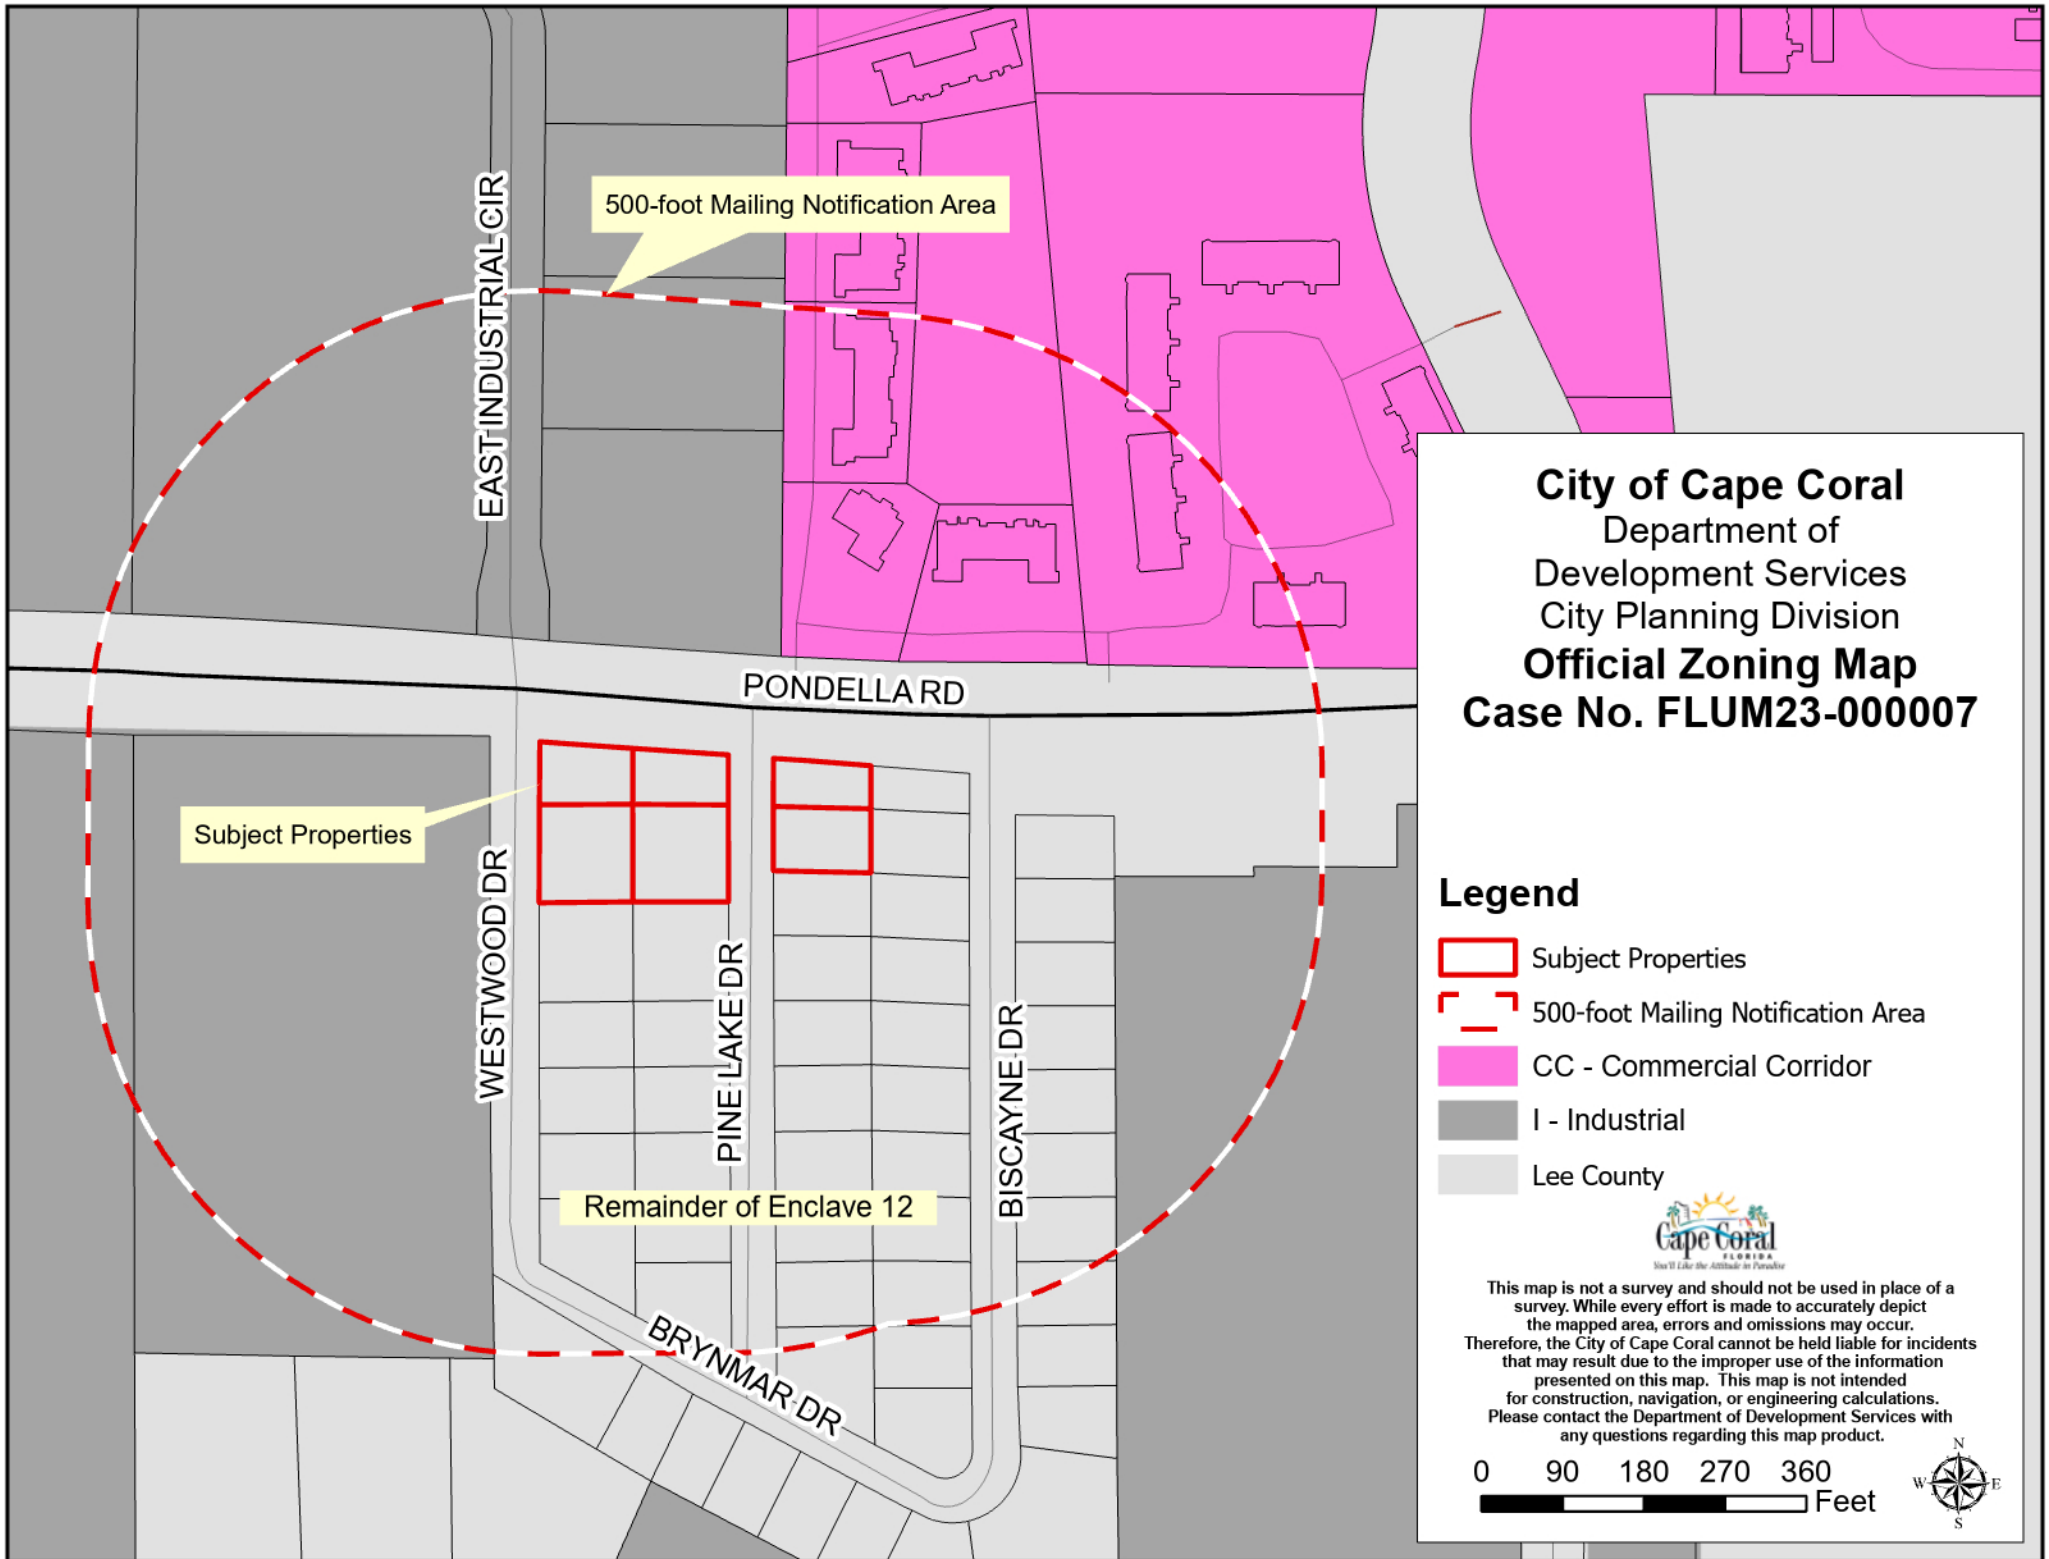 500-foot Mailing Notification Area
EAST INDUSTRIAL CIR
PONDELLA RD
Subject Properties
WESTWOOD DR
PINE LAKE DR
BISCAYNE DR
Remainder of Enclave 12
BRYNMAR DR
City of Cape Coral
Department of
Development Services
City Planning Division
Official Zoning Map
Case No. FLUM23-000007
Legend
Subject Properties
500-foot Mailing Notification Area
CC - Commercial Corridor
I - Industrial
Lee County
Cape Coral
FLORIDA
You'll Like the Attitude in Paradise
This map is not a survey and should not be used in place of a
survey. While every effort is made to accurately depict
the mapped area, errors and omissions may occur.
Therefore, the City of Cape Coral cannot be held liable for incidents
that may result due to the improper use of the information
presented on this map. This map is not intended
for construction, navigation, or engineering calculations.
Please contact the Department of Development Services with
any questions regarding this map product.
0 90 180 270 360
Feet
N
W E
S